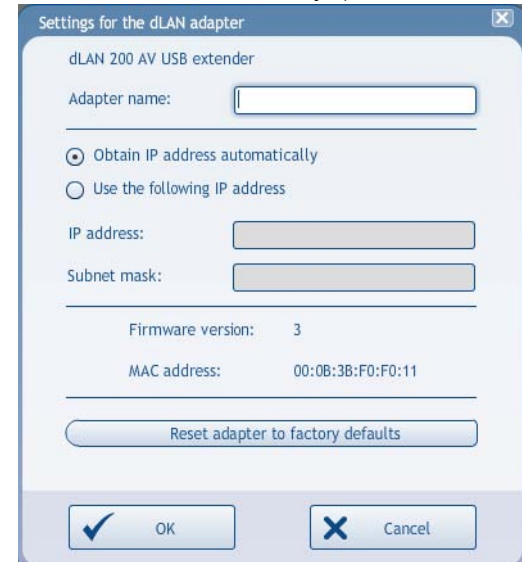 Settings for the dLAN adapter
dLAN 200 AV USB extender
Adapter name:
Obtain IP address automatically
Use the following IP address
IP address:
Subnet mask:
Firmware version: 3
MAC address: 00:0B:3B:F0:F0:11
Reset adapter to factory defaults
OK Cancel